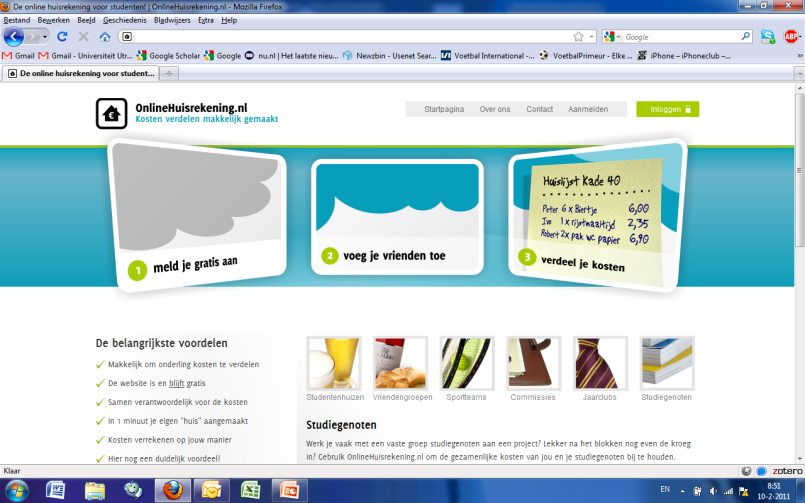 De online huisrekening voor studenten! | OnlineHuisrekening.nl - Mozilla Firefox
Bestand Bewerken Beeld Geschiedenis Bladwijzers Extra Help
Google
ABP
Gmail Gmail - Universiteit Utr... Google Scholar Google nu.nl | Het laatste nieu... Newzbin - Usenet Sear... Voetbal International -... VoetbalPrimeur - Elke ... iPhone – iPhoneclub –... »
De online huisrekening voor student...
OnlineHuisrekening.nl
Kosten verdelen makkelijk gemaakt
Startpagina Over ons Contact Aanmelden Inloggen
1 meld je gratis aan
2 voeg je vrienden toe
Huislijst Kade 40
Peter 6 x Biertje 6,00
Ivo 1 x rijstwaaltijd 2,35
Robert 2x pak wc papier 6,90
3 verdeel je kosten
De belangrijkste voordelen
Makkelijk om onderling kosten te verdelen
De website is en blijft gratis
Samen verantwoordelijk voor de kosten
In 1 minuut je eigen "huis" aangemaakt
Kosten verrekenen op jouw manier
Hier nog een duidelijk voordeel!
Studentenhuizen Vriendengroepen Sportteams Commissies Jaarclubs Studiegenoten
Studiegenoten
Werk je vaak met een vaste groep studiegenoten aan een project? Lekker na het blokken nog even de kroeg
in? Gebruik OnlineHuisrekening.nl om de gezamenlijke kosten van jou en je studiegenoten bij te houden.
Klaar
zotero
EN
8:51
10-2-2011